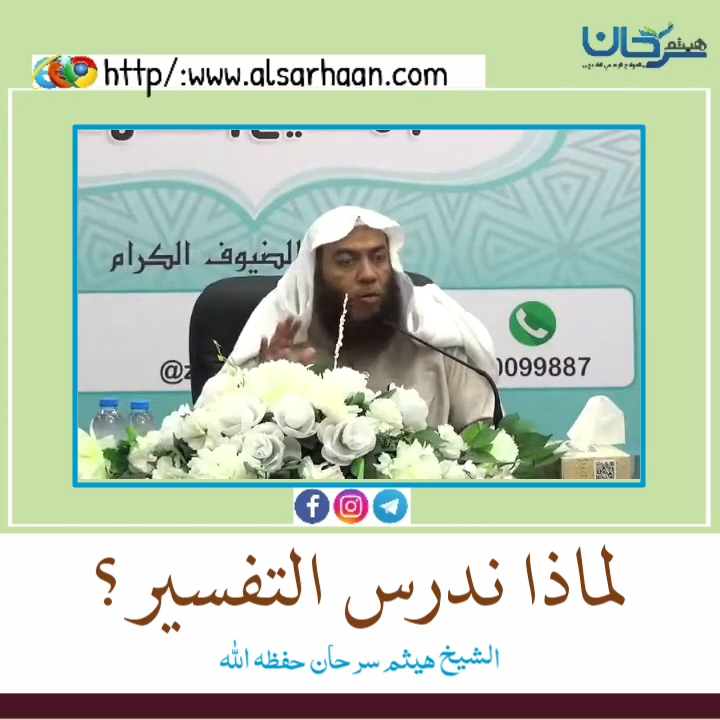 هيثم سرحان
http/:www.alsarhaan.com
الضيوف الكرام
0099887
@z
لماذا ندرس التفسير؟
الشيخ هيثم سرحان حفظه الله